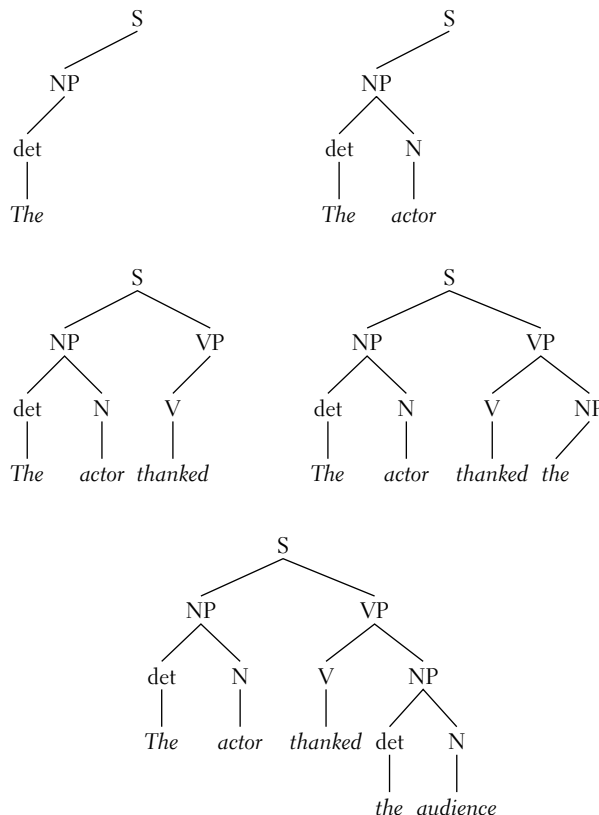 S S
NP NP
det det N
The The actor
S S
NP VP NP VP
det N V det N V NP
The actor thanked The actor thanked the
S
NP VP
det N V NP
The actor thanked det N
the audience